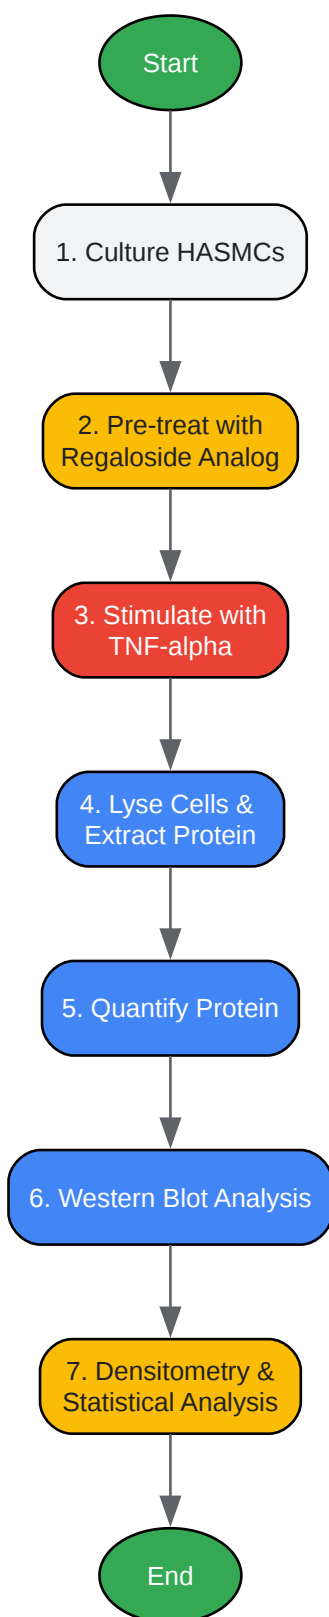 Start
1. Culture HASMCs
2. Pre-treat with
Regaloside Analog
3. Stimulate with
TNF-alpha
4. Lyse Cells &
Extract Protein
5. Quantify Protein
6. Western Blot Analysis
7. Densitometry &
Statistical Analysis
End